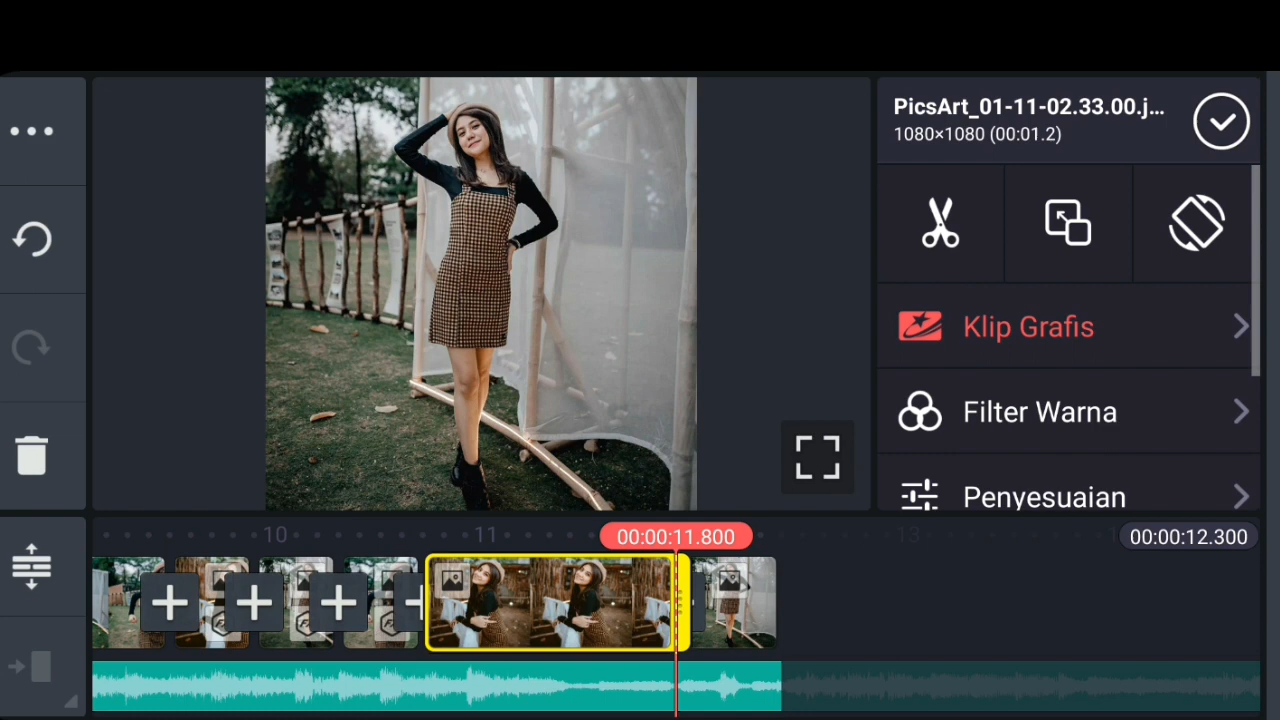 PicsArt_01-11-02.33.00.j...
1080×1080 (00:01.2)
Klip Grafis
Filter Warna
Penyesuaian
10
11
00:00:11.800
13
00:00:12.300